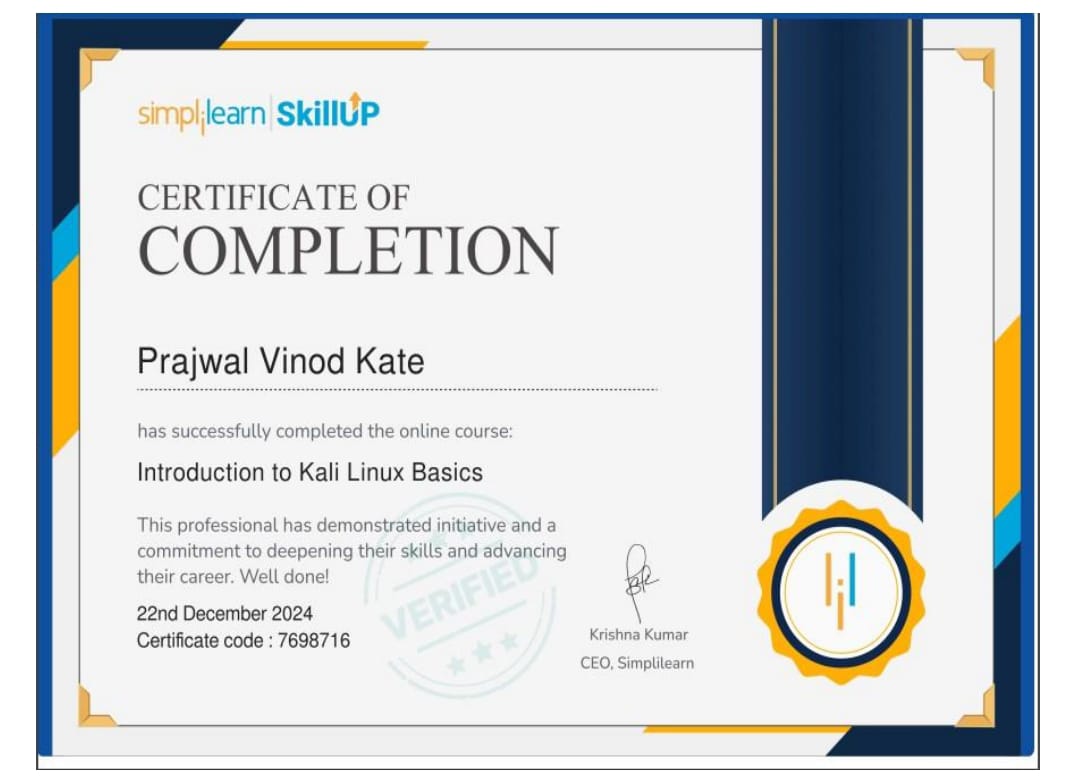 simplilearn SkillUP
CERTIFICATE OF
COMPLETION
Prajwal Vinod Kate
has successfully completed the online course:
Introduction to Kali Linux Basics
This professional has demonstrated initiative and a
commitment to deepening their skills and advancing
their career. Well done!
VERIFIED
22nd December 2024
Certificate code : 7698716
Krishna Kumar
CEO, Simplilearn